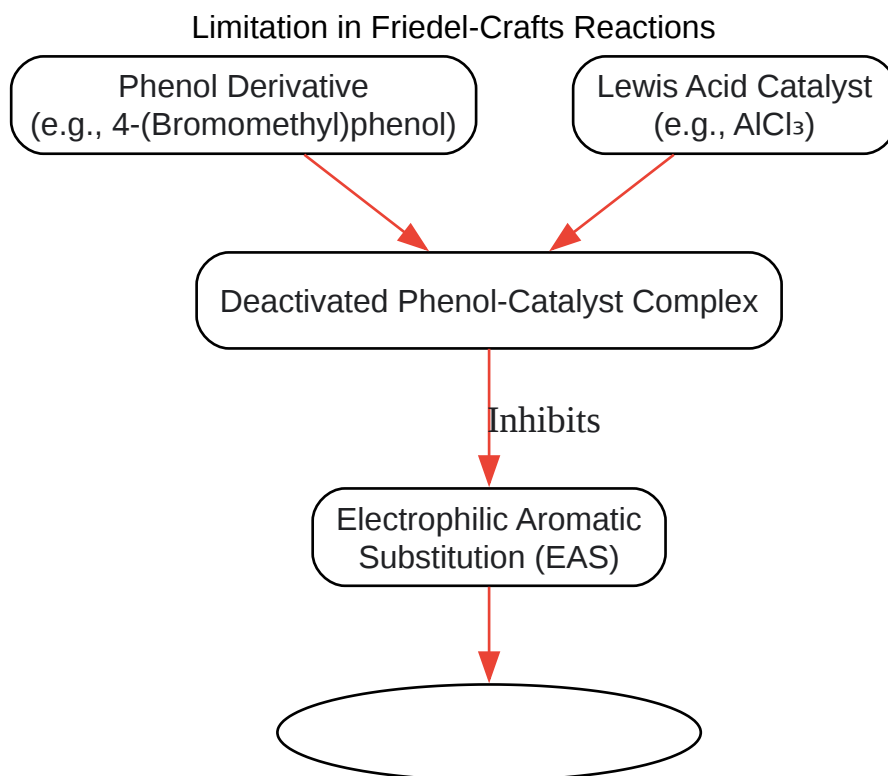 Limitation in Friedel-Crafts Reactions
Phenol Derivative
(e.g., 4-(Bromomethyl)phenol)
Lewis Acid Catalyst
(e.g., AlCl₃)
Deactivated Phenol-Catalyst Complex
Inhibits
Electrophilic Aromatic
Substitution (EAS)